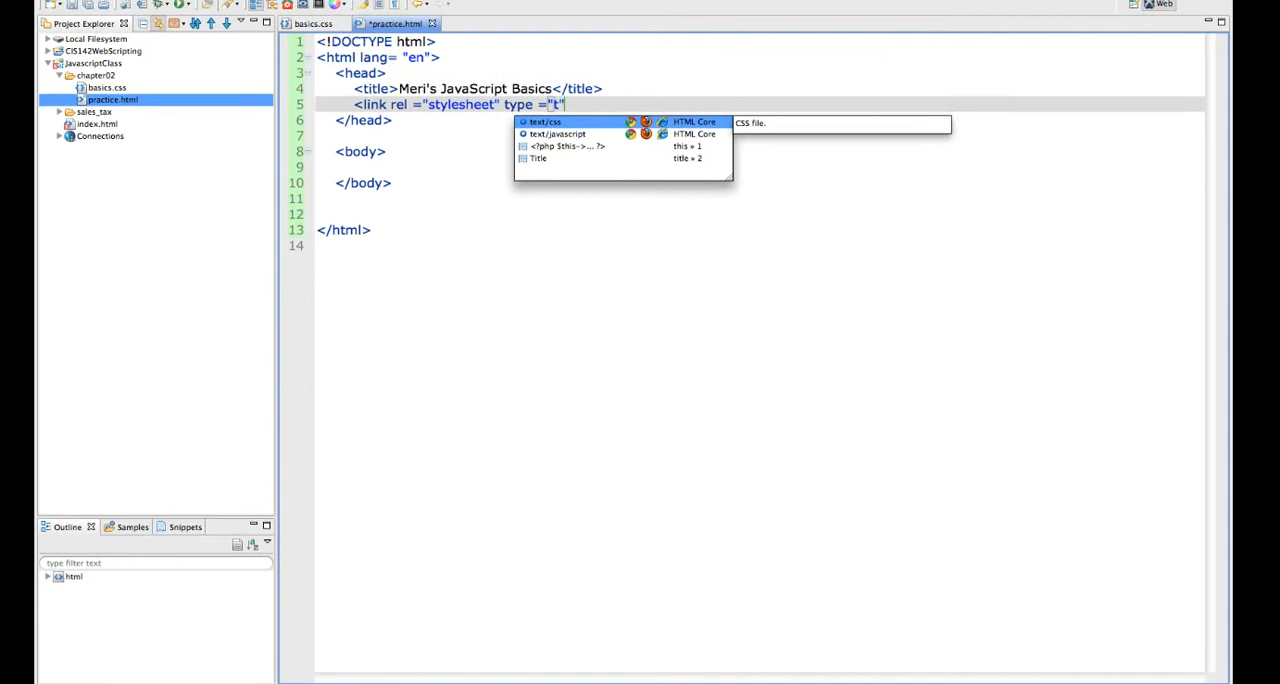 Web
Project Explorer
basics.css
*practice.html
Local Filesystem
CIS142WebScripting
JavascriptClass
chapter02
basics.css
practice.html
sales_tax
index.html
Connections
1 <!DOCTYPE html>
2 <html lang= "en">
3 <head>
4 <title>Meri's JavaScript Basics</title>
5 <link rel ="stylesheet" type ="t"
6 </head>
7
8 <body>
9
10 </body>
11
12
13 </html>
14
text/css HTML Core
text/javascript HTML Core
<?php $this->... ?> this » 1
Title title » 2
CSS file.
Outline Samples Snippets
type filter text
html